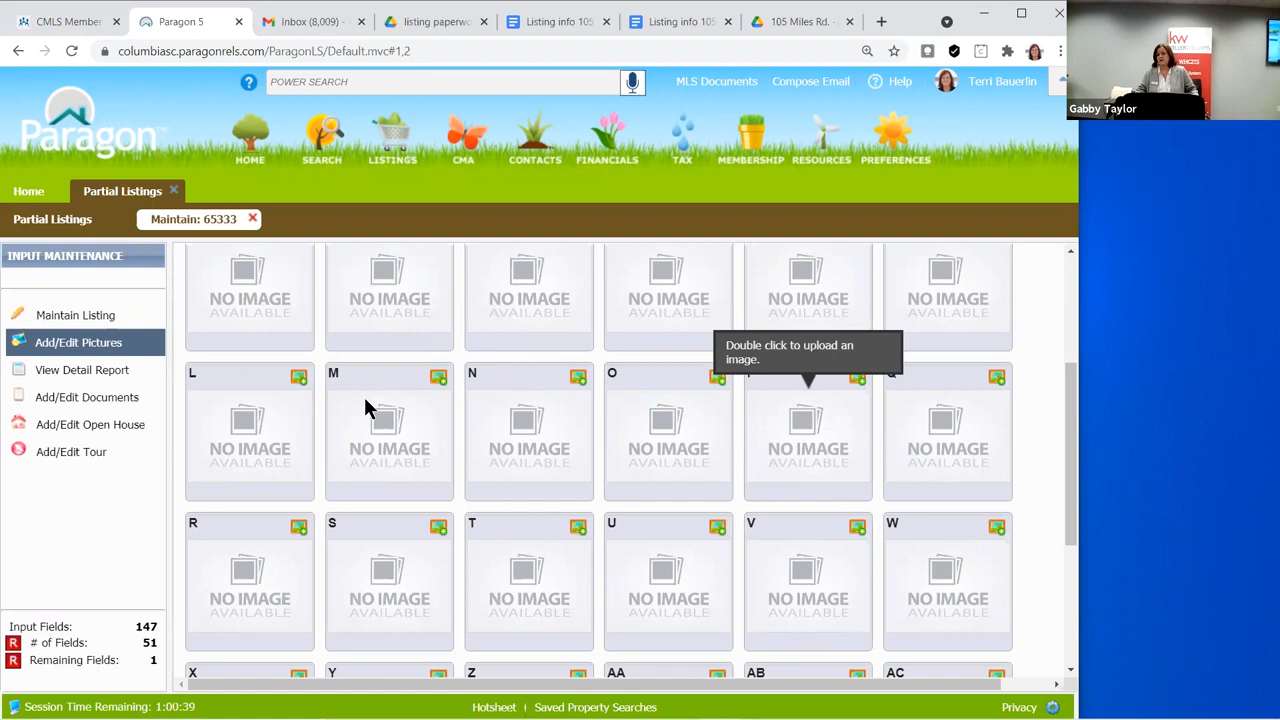 CMLS Member
Paragon 5
Inbox (8,009) -
listing paperw
Listing info 105
Listing info 105
105 Miles Rd. -
columbiasc.paragonrels.com/ParagonLS/Default.mvc#1,2
POWER SEARCH
MLS Documents
Compose Email
Help
Terri Bauerlin
kw
Gabby Taylor
Paragon
HOME
SEARCH
LISTINGS
CMA
CONTACTS
FINANCIALS
TAX
MEMBERSHIP
RESOURCES
PREFERENCES
Home
Partial Listings
Partial Listings
Maintain: 65333
INPUT MAINTENANCE
Maintain Listing
Add/Edit Pictures
View Detail Report
Add/Edit Documents
Add/Edit Open House
Add/Edit Tour
Input Fields: 147
R # of Fields: 51
R Remaining Fields: 1
NO IMAGE AVAILABLE
NO IMAGE AVAILABLE
NO IMAGE AVAILABLE
NO IMAGE AVAILABLE
NO IMAGE AVAILABLE
NO IMAGE AVAILABLE
Double click to upload an
image.
L
M
N
O
NO IMAGE AVAILABLE
NO IMAGE AVAILABLE
NO IMAGE AVAILABLE
NO IMAGE AVAILABLE
NO IMAGE AVAILABLE
NO IMAGE AVAILABLE
R
S
T
U
V
W
NO IMAGE AVAILABLE
NO IMAGE AVAILABLE
NO IMAGE AVAILABLE
NO IMAGE AVAILABLE
NO IMAGE AVAILABLE
NO IMAGE AVAILABLE
X
Y
Z
AA
AB
AC
Session Time Remaining: 1:00:39
Hotsheet
Saved Property Searches
Privacy